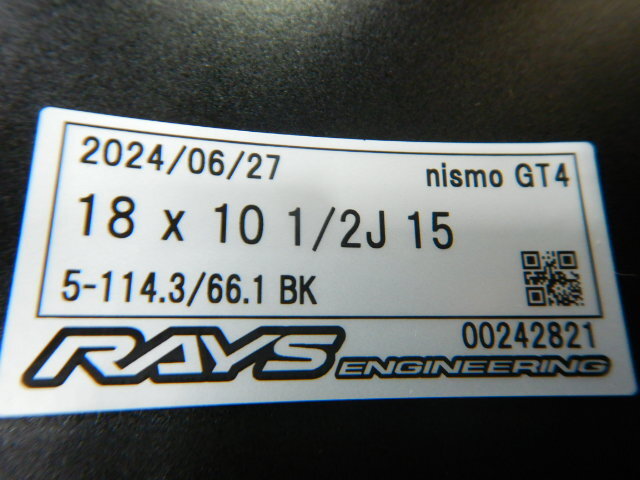 2024/06/27
nismo GT4
18 x 10 1/2J 15
5-114.3/66.1 BK
00242821
RAYS ENGINEERING